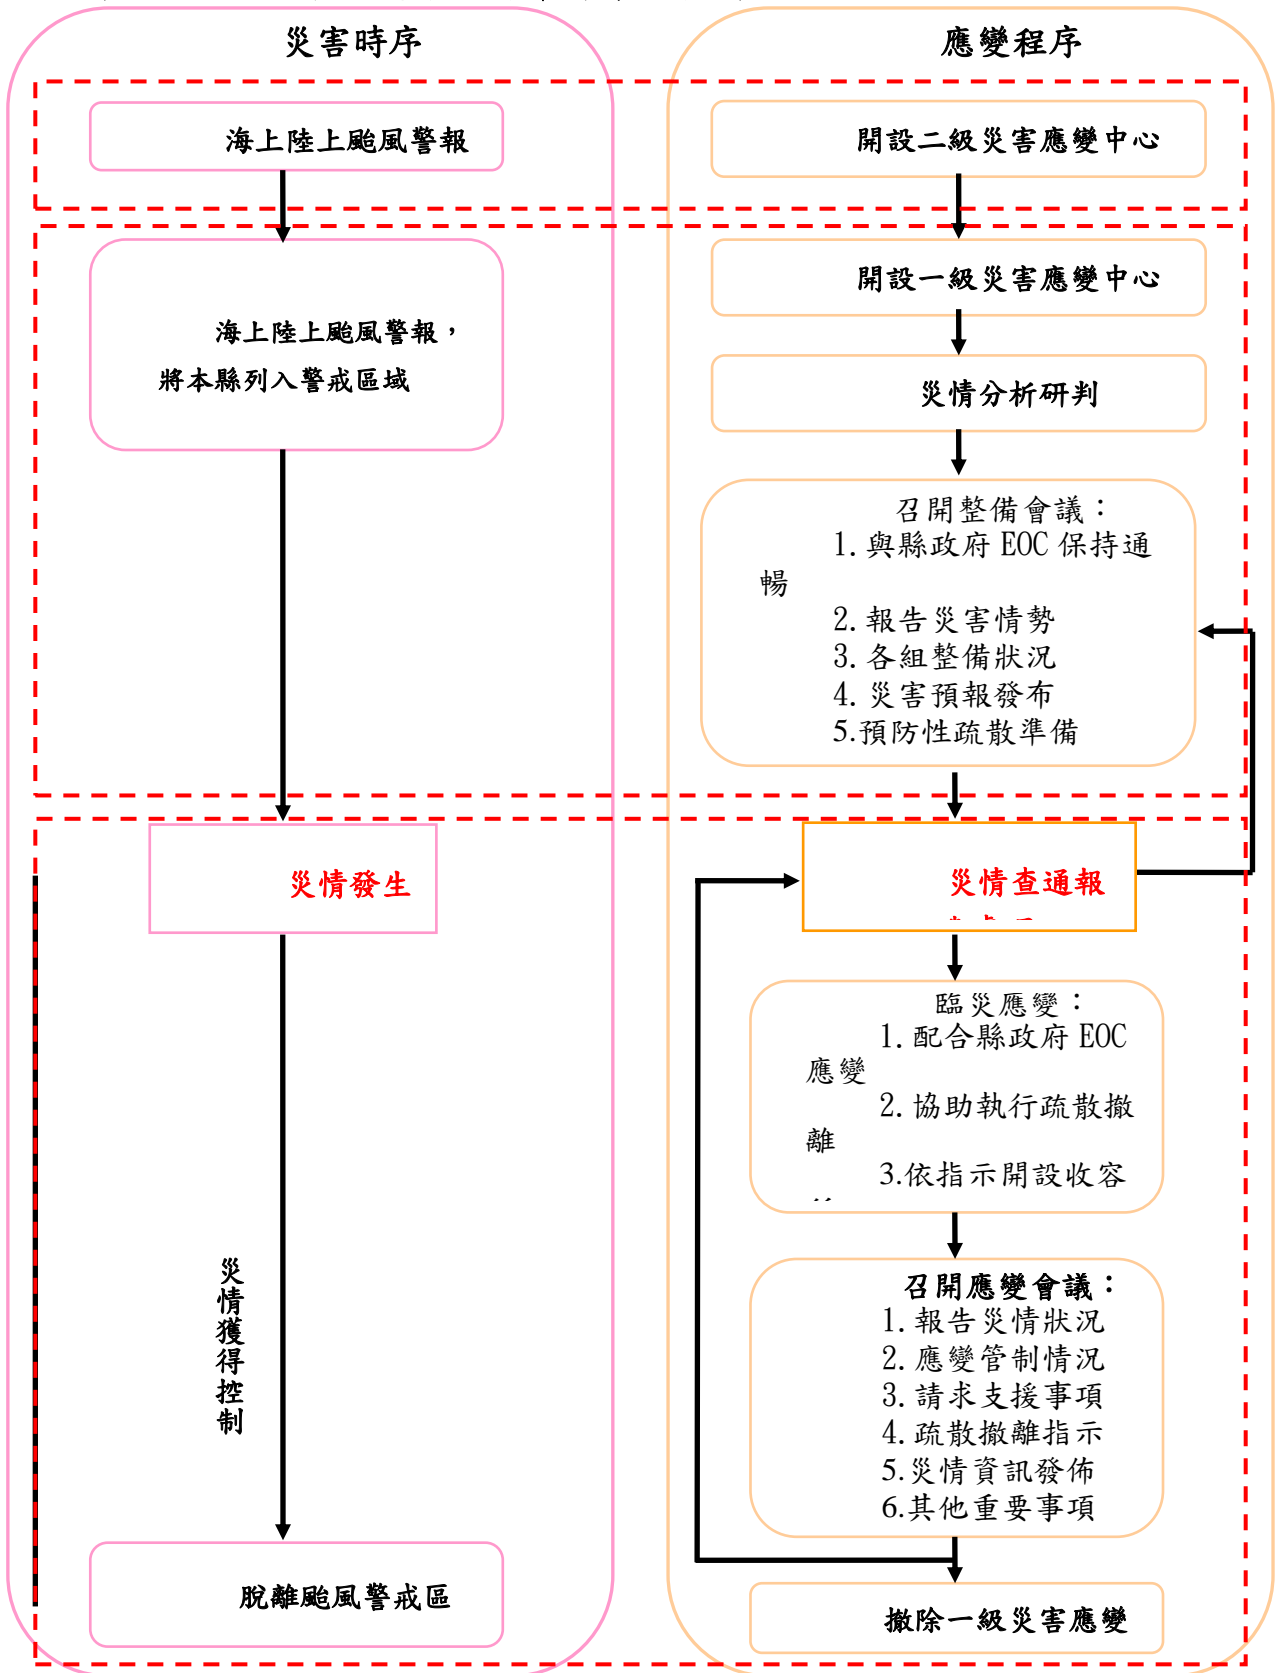 災害時序
海上陸上颱風警報
海上陸上颱風警報，
將本縣列入警戒區域
災情發生
災情獲得控制
脫離颱風警戒區
應變程序
開設二級災害應變中心
開設一級災害應變中心
災情分析研判
召開整備會議：
1.與縣政府 EOC 保持通
暢
2.報告災害情勢
3.各組整備狀況
4.災害預報發布
5.預防性疏散準備
災情查通報
臨災應變：
1.配合縣政府 EOC
應變
2.協助執行疏散撤
離
3.依指示開設收容
召開應變會議：
1.報告災情狀況
2.應變管制情況
3.請求支援事項
4.疏散撤離指示
5.災情資訊發佈
6.其他重要事項
撤除一級災害應變